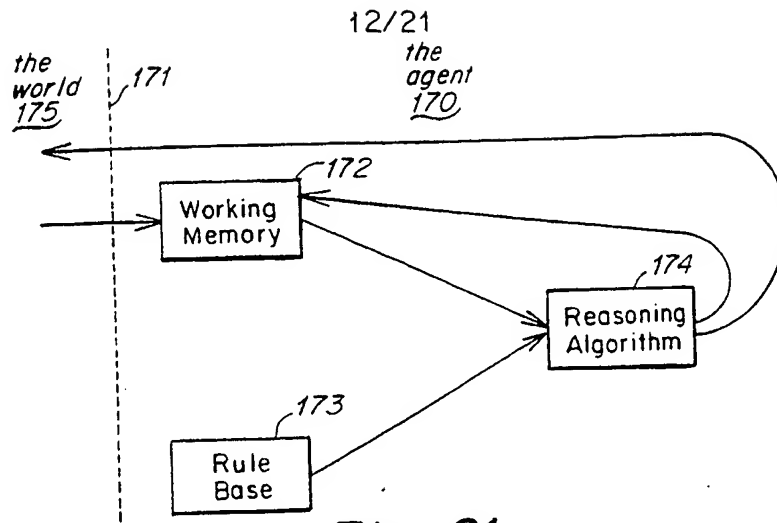 12/21
the
world
175
171
the
agent
170
172
Working
Memory
174
Reasoning
Algorithm
173
Rule
Base